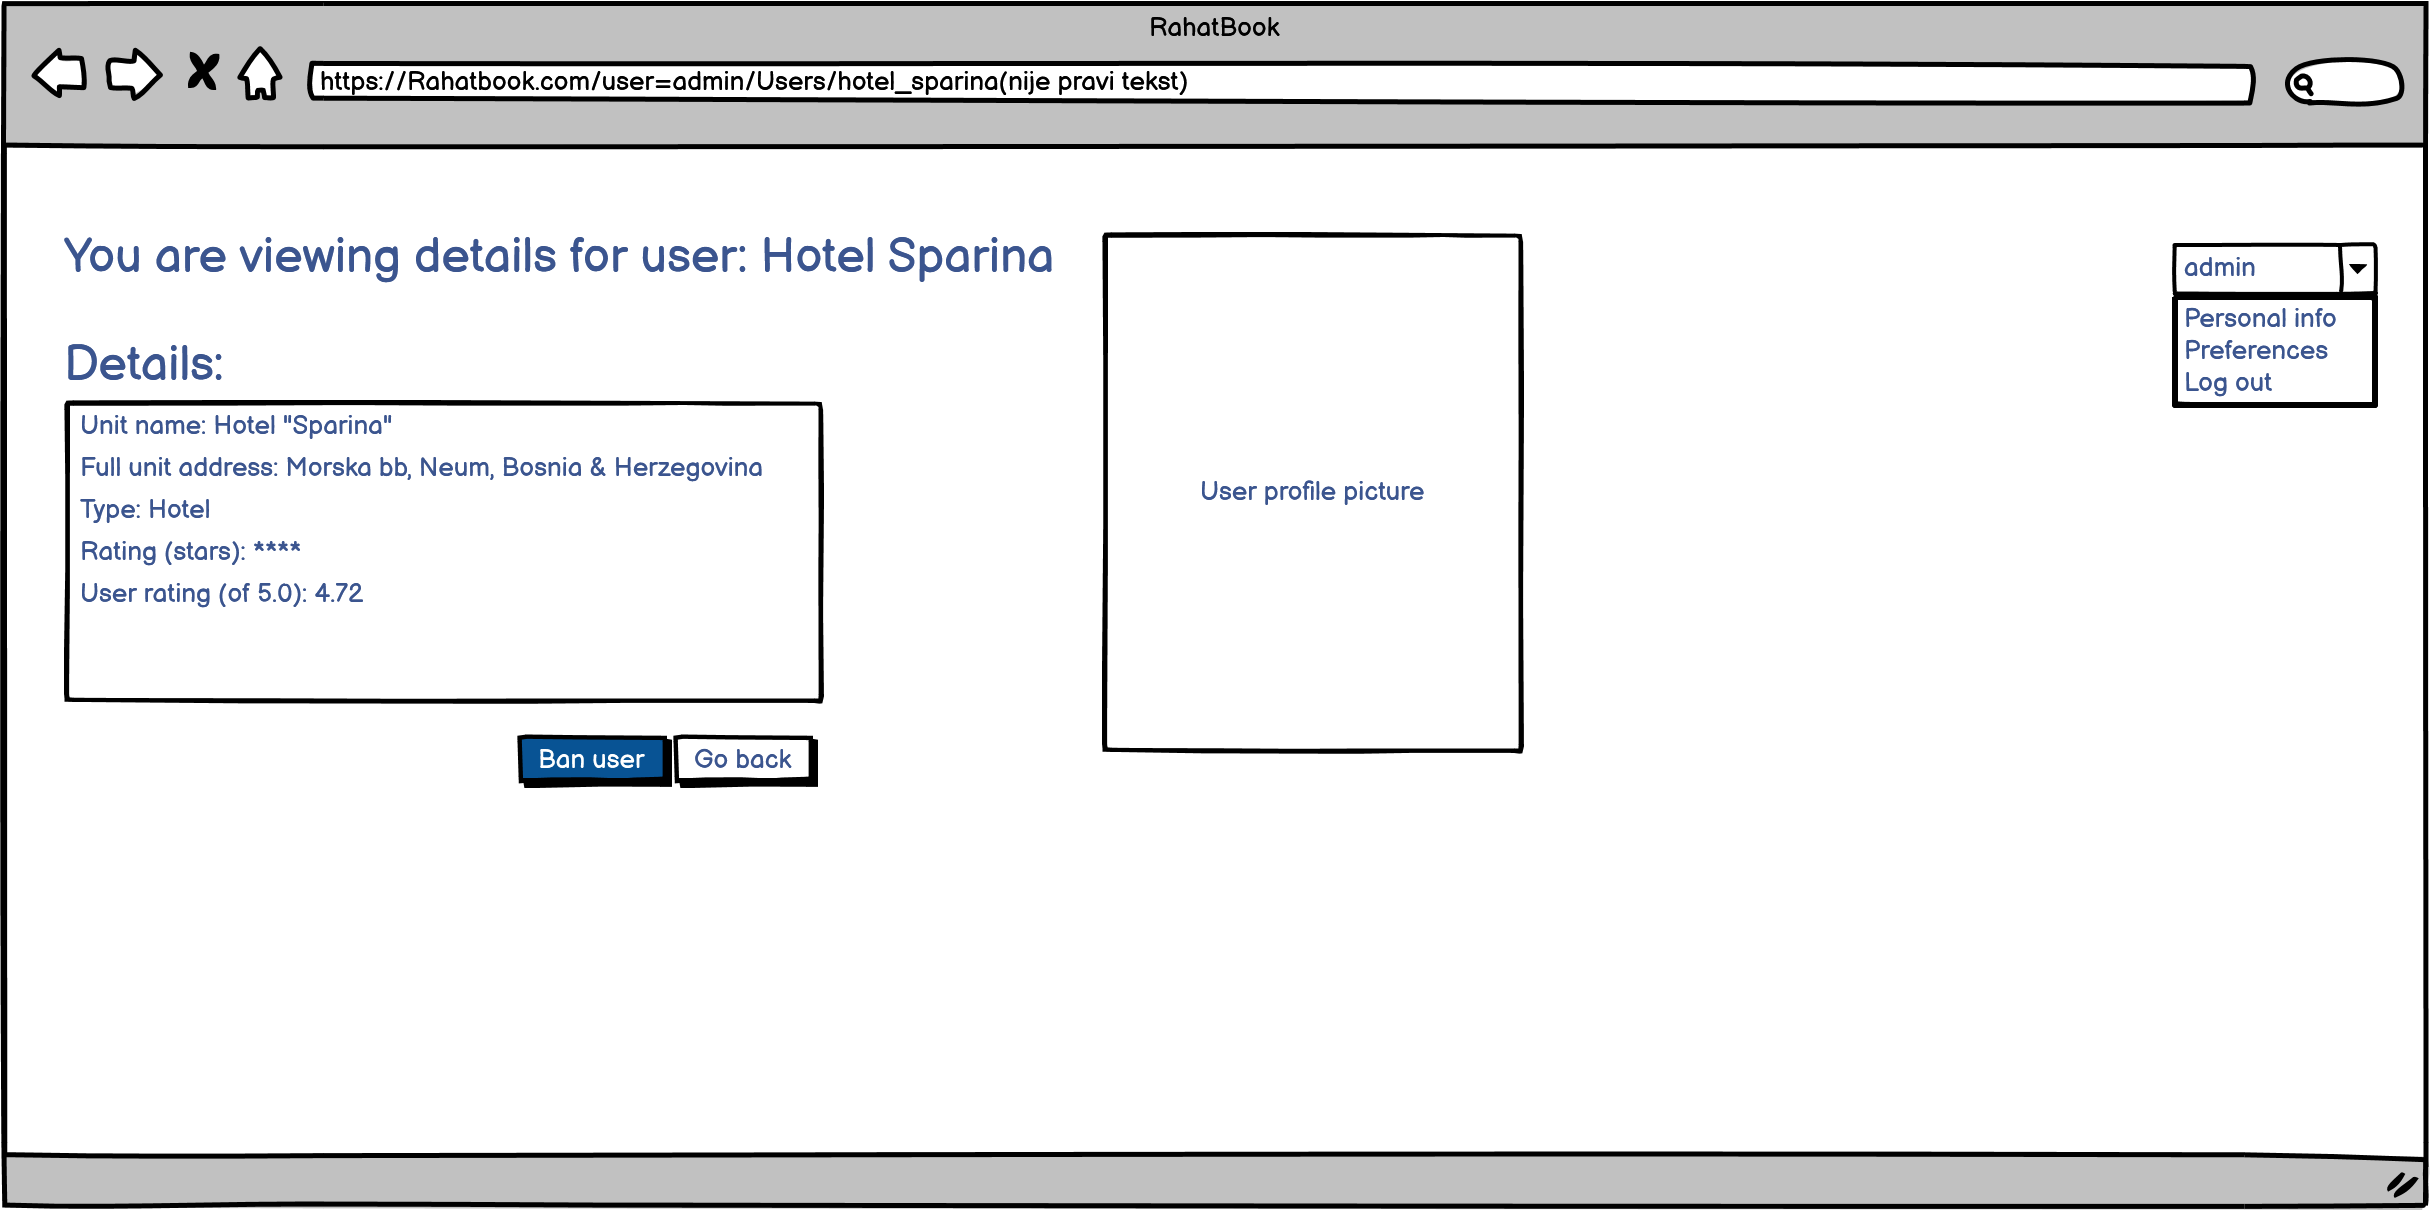 RahatBook
https://Rahatbook.com/user=admin/Users/hotel_sparina(nije pravi tekst)
You are viewing details for user: Hotel Sparina
Details:
Unit name: Hotel "Sparina"
Full unit address: Morska bb, Neum, Bosnia & Herzegovina
Type: Hotel
Rating (stars): ****
User rating (of 5.0): 4.72
Ban user
Go back
User profile picture
admin
Personal info
Preferences
Log out